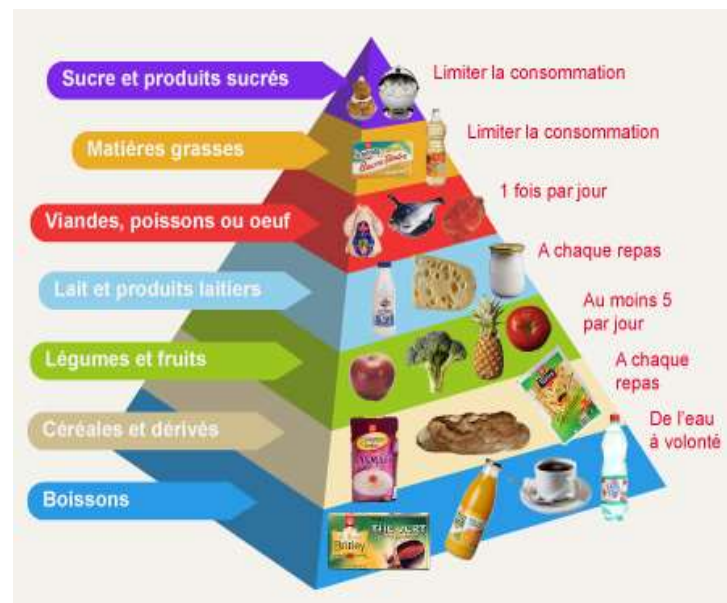 Sucre et produits sucrés
Limiter la consommation
Matières grasses
Limiter la consommation
Viandes, poissons ou oeuf
1 fois par jour
Lait et produits laitiers
A chaque repas
Légumes et fruits
Au moins 5
par jour
Céréales et dérivés
A chaque
repas
Boissons
De l'eau
à volonté
THE VERT